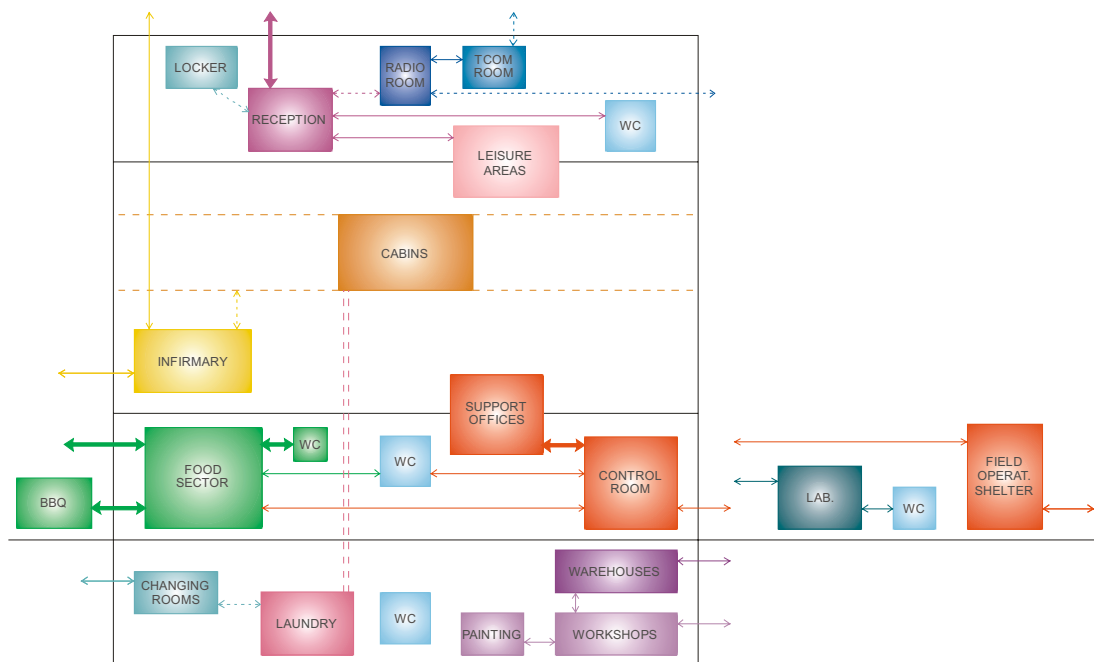 LOCKER
RADIO
ROOM
TCOM
ROOM
RECEPTION
WC
LEISURE
AREAS
CABINS
INFIRMARY
SUPPORT
OFFICES
FOOD
SECTOR
WC
WC
CONTROL
ROOM
BBQ
LAB.
WC
FIELD
OPERAT.
SHELTER
CHANGING
ROOMS
LAUNDRY
WC
WAREHOUSES
PAINTING
WORKSHOPS